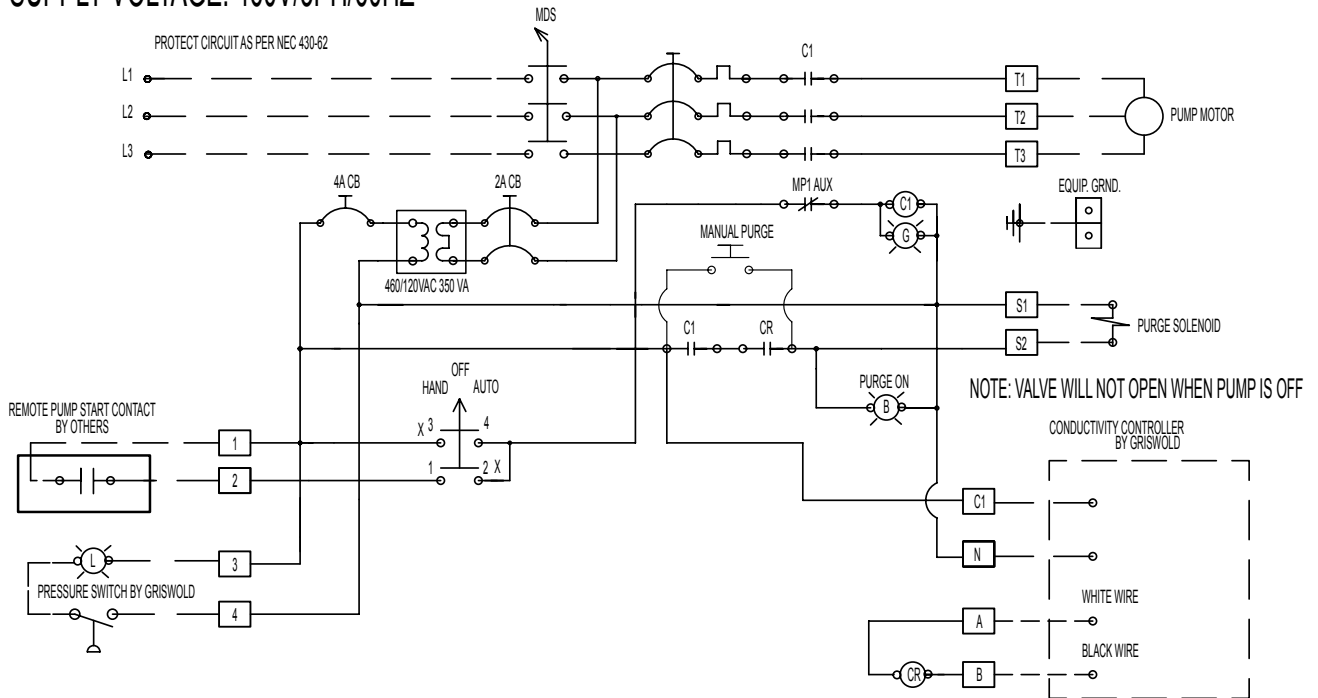 MDS
PROTECT CIRCUIT AS PER NEC 430-62
C1
L1
T1
L2
T2
PUMP MOTOR
L3
T3
4A CB
2A CB
MP1 AUX
EQUIP. GRND.
C1
MANUAL PURGE
G
460/120VAC 350 VA
S1
C1
CR
PURGE SOLENOID
S2
OFF
HAND
AUTO
PURGE ON
NOTE: VALVE WILL NOT OPEN WHEN PUMP IS OFF
REMOTE PUMP START CONTACT
BY OTHERS
B
X 3
4
CONDUCTIVITY CONTROLLER
BY GRISWOLD
1
1
2 X
2
C1
N
L
3
PRESSURE SWITCH BY GRISWOLD
WHITE WIRE
4
A
BLACK WIRE
CR
B